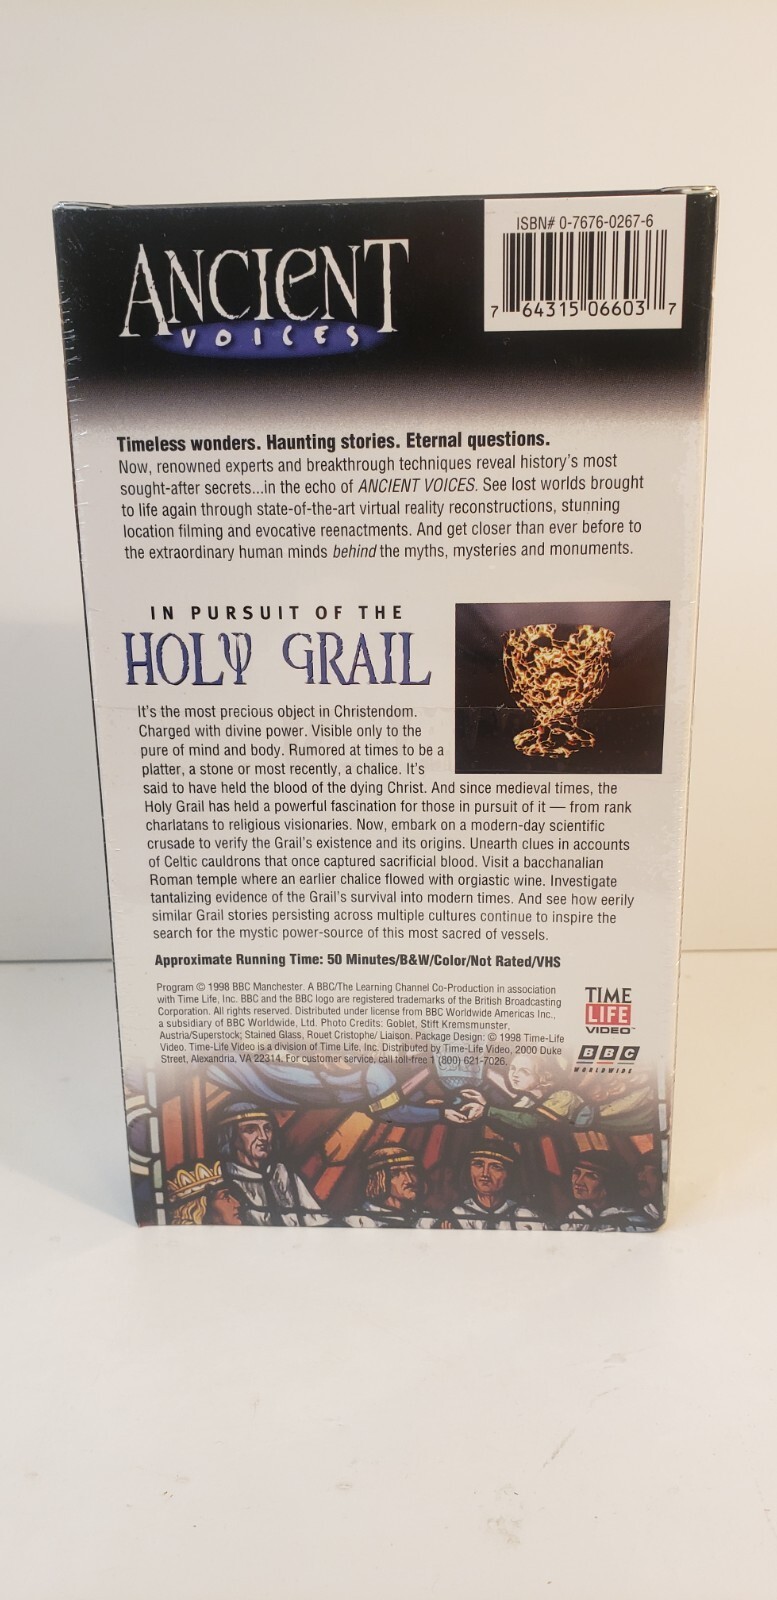 ANCIENT
VOICES
ISBN# 0-7676-0267-6
7 64315 06603 7
Timeless wonders. Haunting stories. Eternal questions.
Now, renowned experts and breakthrough techniques reveal history's most
sought-after secrets...in the echo of ANCIENT VOICES. See lost worlds brought
to life again through state-of-the-art virtual reality reconstructions, stunning
location filming and evocative reenactments. And get closer than ever before to
the extraordinary human minds behind the myths, mysteries and monuments.
IN PURSUIT OF THE
HOLY GRAIL
It's the most precious object in Christendom.
Charged with divine power. Visible only to the
pure of mind and body. Rumored at times to be a
platter, a stone or most recently, a chalice. It's
said to have held the blood of the dying Christ. And since medieval times, the
Holy Grail has held a powerful fascination for those in pursuit of it — from rank
charlatans to religious visionaries. Now, embark on a modern-day scientific
crusade to verify the Grail's existence and its origins. Unearth clues in accounts
of Celtic cauldrons that once captured sacrificial blood. Visit a bacchanalian
Roman temple where an earlier chalice flowed with orgiastic wine. Investigate
tantalizing evidence of the Grail's survival into modern times. And see how eerily
similar Grail stories persisting across multiple cultures continue to inspire the
search for the mystic power-source of this most sacred of vessels.
Approximate Running Time: 50 Minutes/B&W/Color/Not Rated/VHS
Program © 1998 BBC Manchester. A BBC/The Learning Channel Co-Production in association
with Time Life, Inc. BBC and the BBC logo are registered trademarks of the British Broadcasting
Corporation. All rights reserved. Distributed under license from BBC Worldwide Americas Inc.,
a subsidiary of BBC Worldwide, Ltd. Photo Credits: Goblet, Stift Kremsmunster,
Austria/Superstock; Stained Glass, Rouet Cristophe/ Liaison. Package Design: © 1998 Time-Life
Video. Time-Life Video is a division of Time Life, Inc. Distributed by Time-Life Video, 2000 Duke
Street, Alexandria, VA 22314. For customer service, call toll-free 1 (800) 621-7026.
TIME
LIFE
VIDEO™
BBC
WORLDWIDE